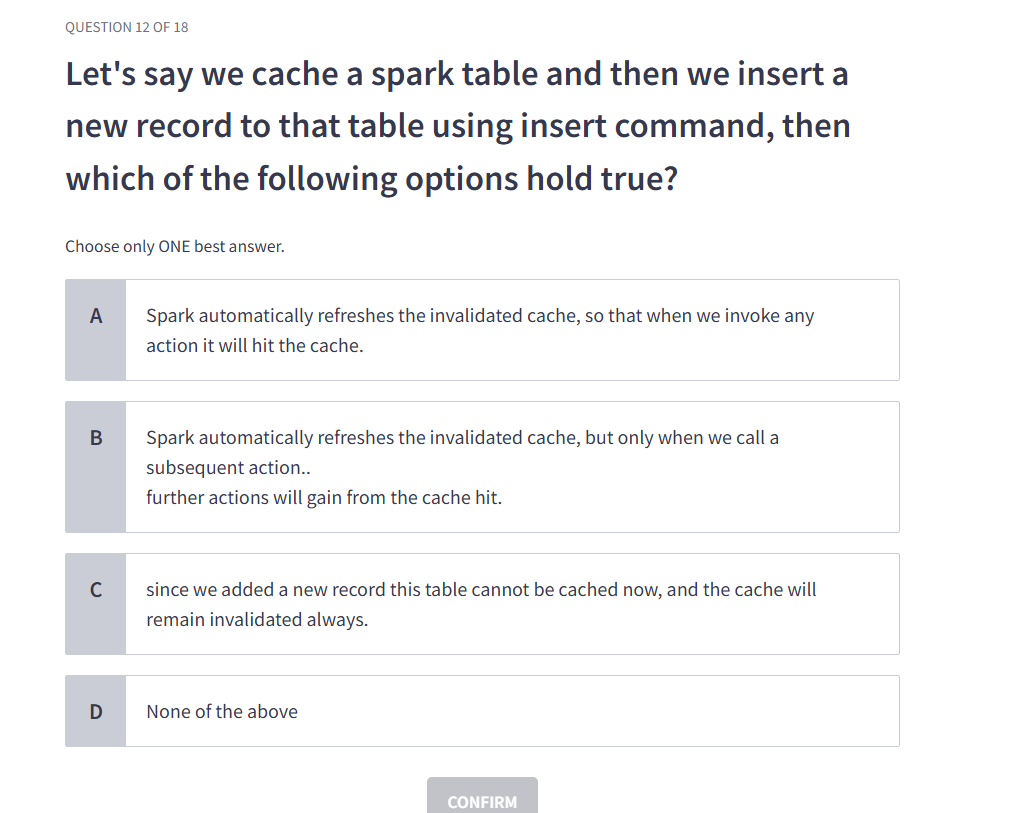 QUESTION 12 OF 18
Let's say we cache a spark table and then we insert a
new record to that table using insert command, then
which of the following options hold true?
Choose only ONE best answer.
A
Spark automatically refreshes the invalidated cache, so that when we invoke any
action it will hit the cache.
B
Spark automatically refreshes the invalidated cache, but only when we call a
subsequent action..
further actions will gain from the cache hit.
C
since we added a new record this table cannot be cached now, and the cache will
remain invalidated always.
D
None of the above
CONFIRM